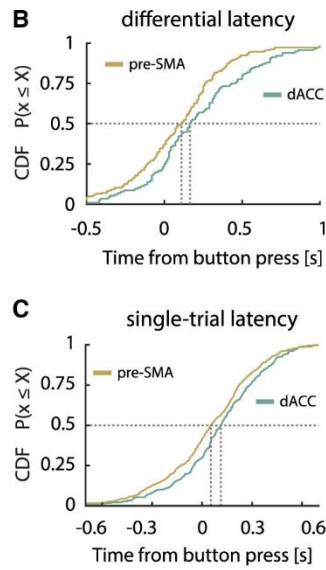 B
differential latency
CDF P(x ≤ X)
1
0.75
0.5
0.25
0
pre-SMA
dACC
-0.5 0 0.5 1
Time from button press [s]
C
single-trial latency
CDF P(x ≤ X)
1
0.75
0.5
0.25
0
pre-SMA
dACC
-0.6 -0.3 0 0.3 0.6
Time from button press [s]